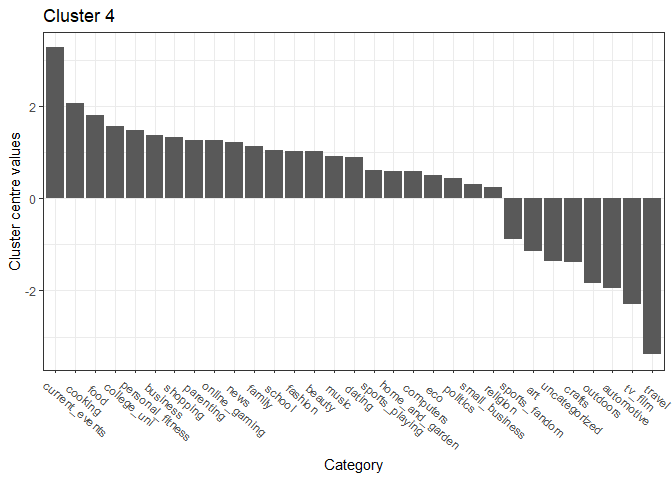 Cluster 4
Cluster centre values
2
0
-2
current_events
cooking
food
college_uni
personal_fitness
business
shopping
parenting
online_gaming
news
family
school
fashion
beauty
music
dating
sports_playing
home_and_garden
computers
eco
politics
small_business
religion
sports_fandom
art
uncategorized
crafts
outdoors
automotive
tv_film
travel
Category